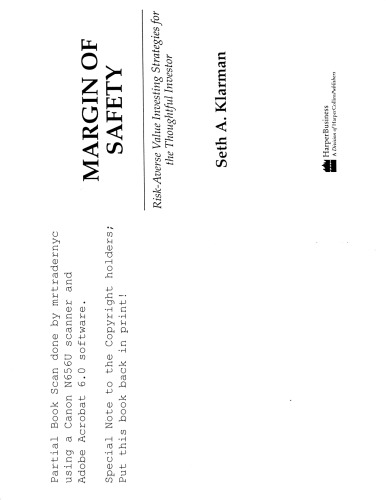 Partial Book Scan done by mrtradernyc
using a Canon N656U scanner and
Adobe Acrobat 6.0 software.
Special Note to the Copyright holders;
Put this book back in print!
MARGIN OF
SAFETY
Risk-Averse Value Investing Strategies for
the Thoughtful Investor
Seth A. Klarman
HarperBusiness
A Division of HarperCollinsPublishers